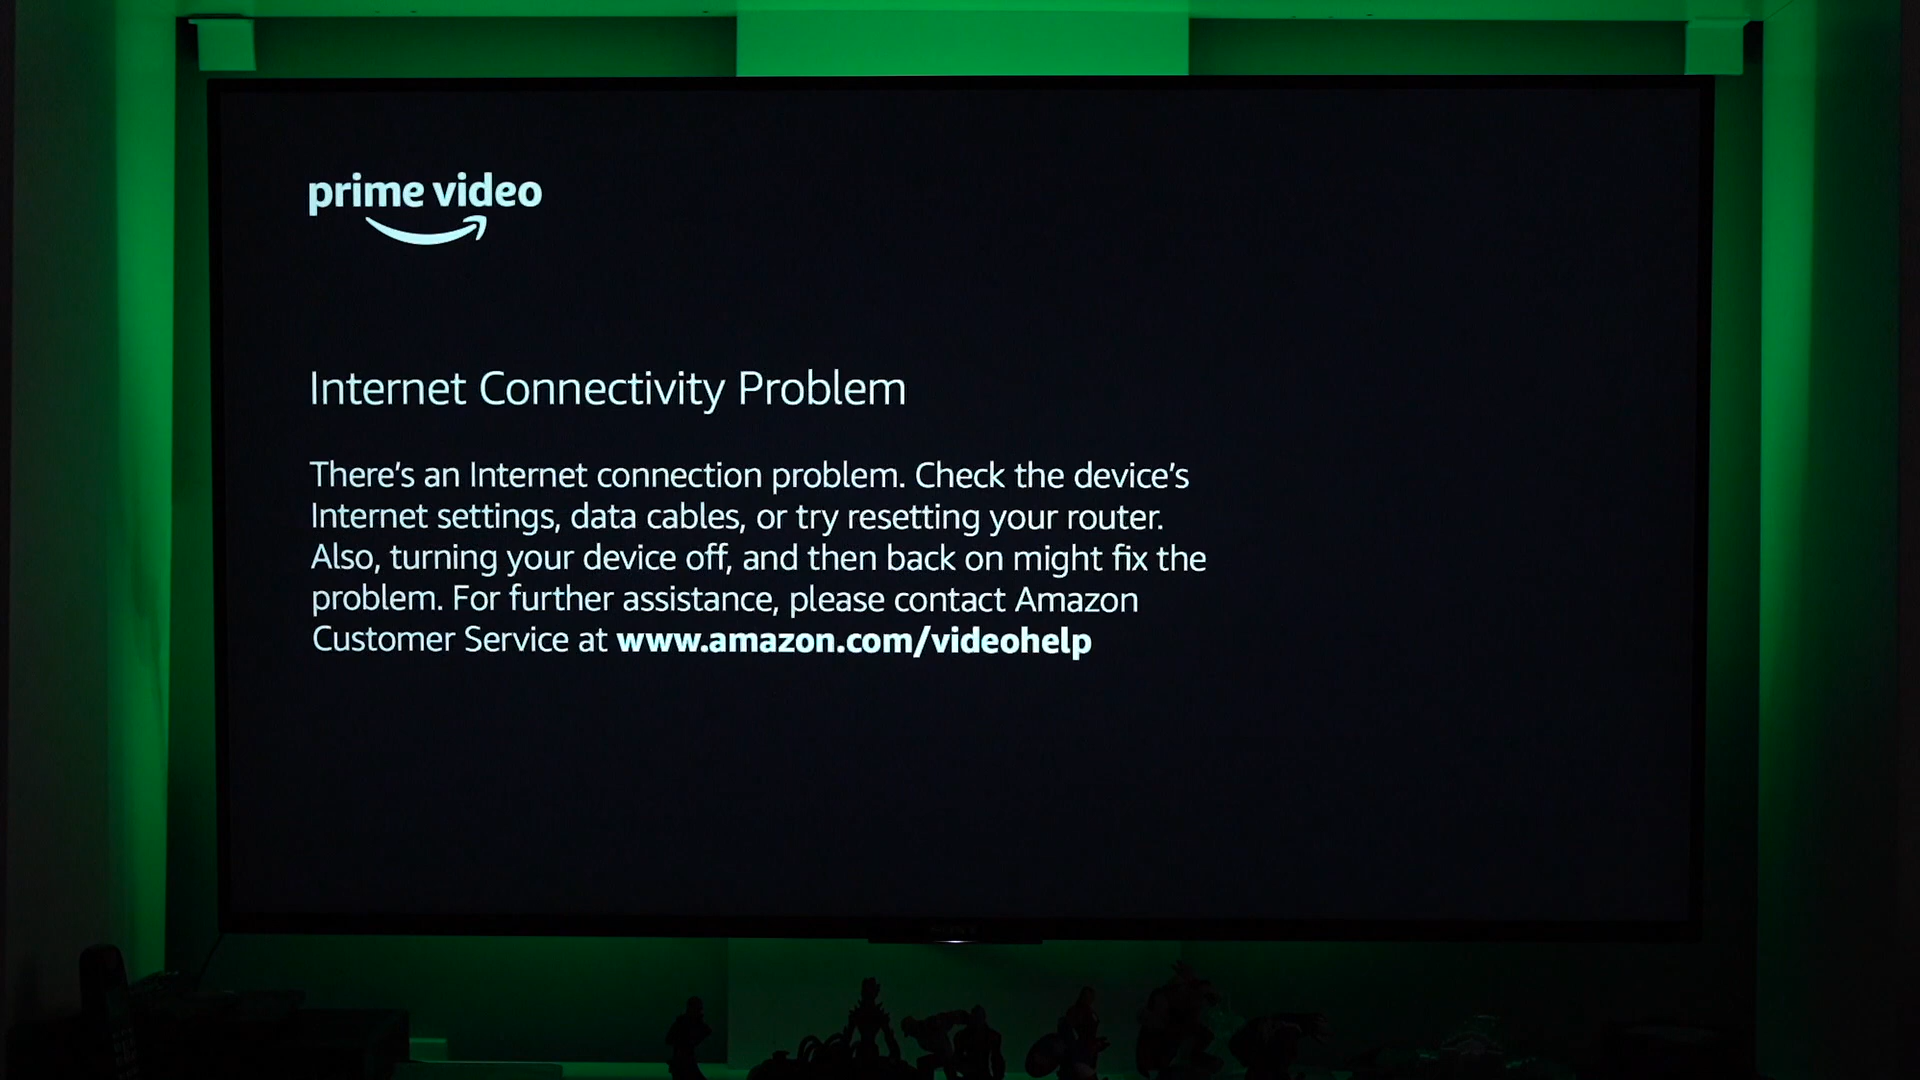 prime video
Internet Connectivity Problem
There's an Internet connection problem. Check the device's
Internet settings, data cables, or try resetting your router.
Also, turning your device off, and then back on might fix the
problem. For further assistance, please contact Amazon
Customer Service at www.amazon.com/videohelp